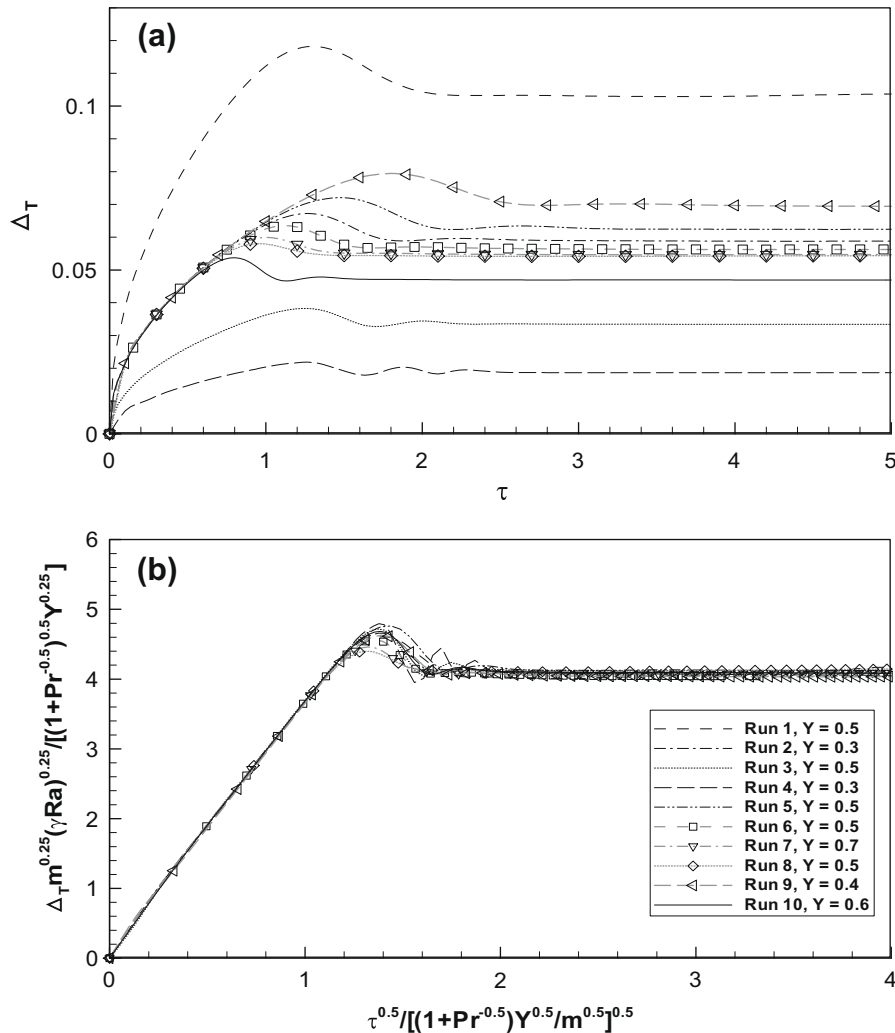 (a)
0.1
0.05
0
Δ_T
0 1 2 3 4 5
τ
(b)
6
5
4
3
2
1
0
Δ_T m^0.25 (γRa)^0.25/[(1+Pr^-0.5)^0.5 Y^0.25]
Run 1, Y = 0.5
Run 2, Y = 0.3
Run 3, Y = 0.5
Run 4, Y = 0.3
Run 5, Y = 0.5
Run 6, Y = 0.5
Run 7, Y = 0.7
Run 8, Y = 0.5
Run 9, Y = 0.4
Run 10, Y = 0.6
0 1 2 3 4
τ^0.5/[(1+Pr^-0.5)Y^0.5/m^0.5]^0.5